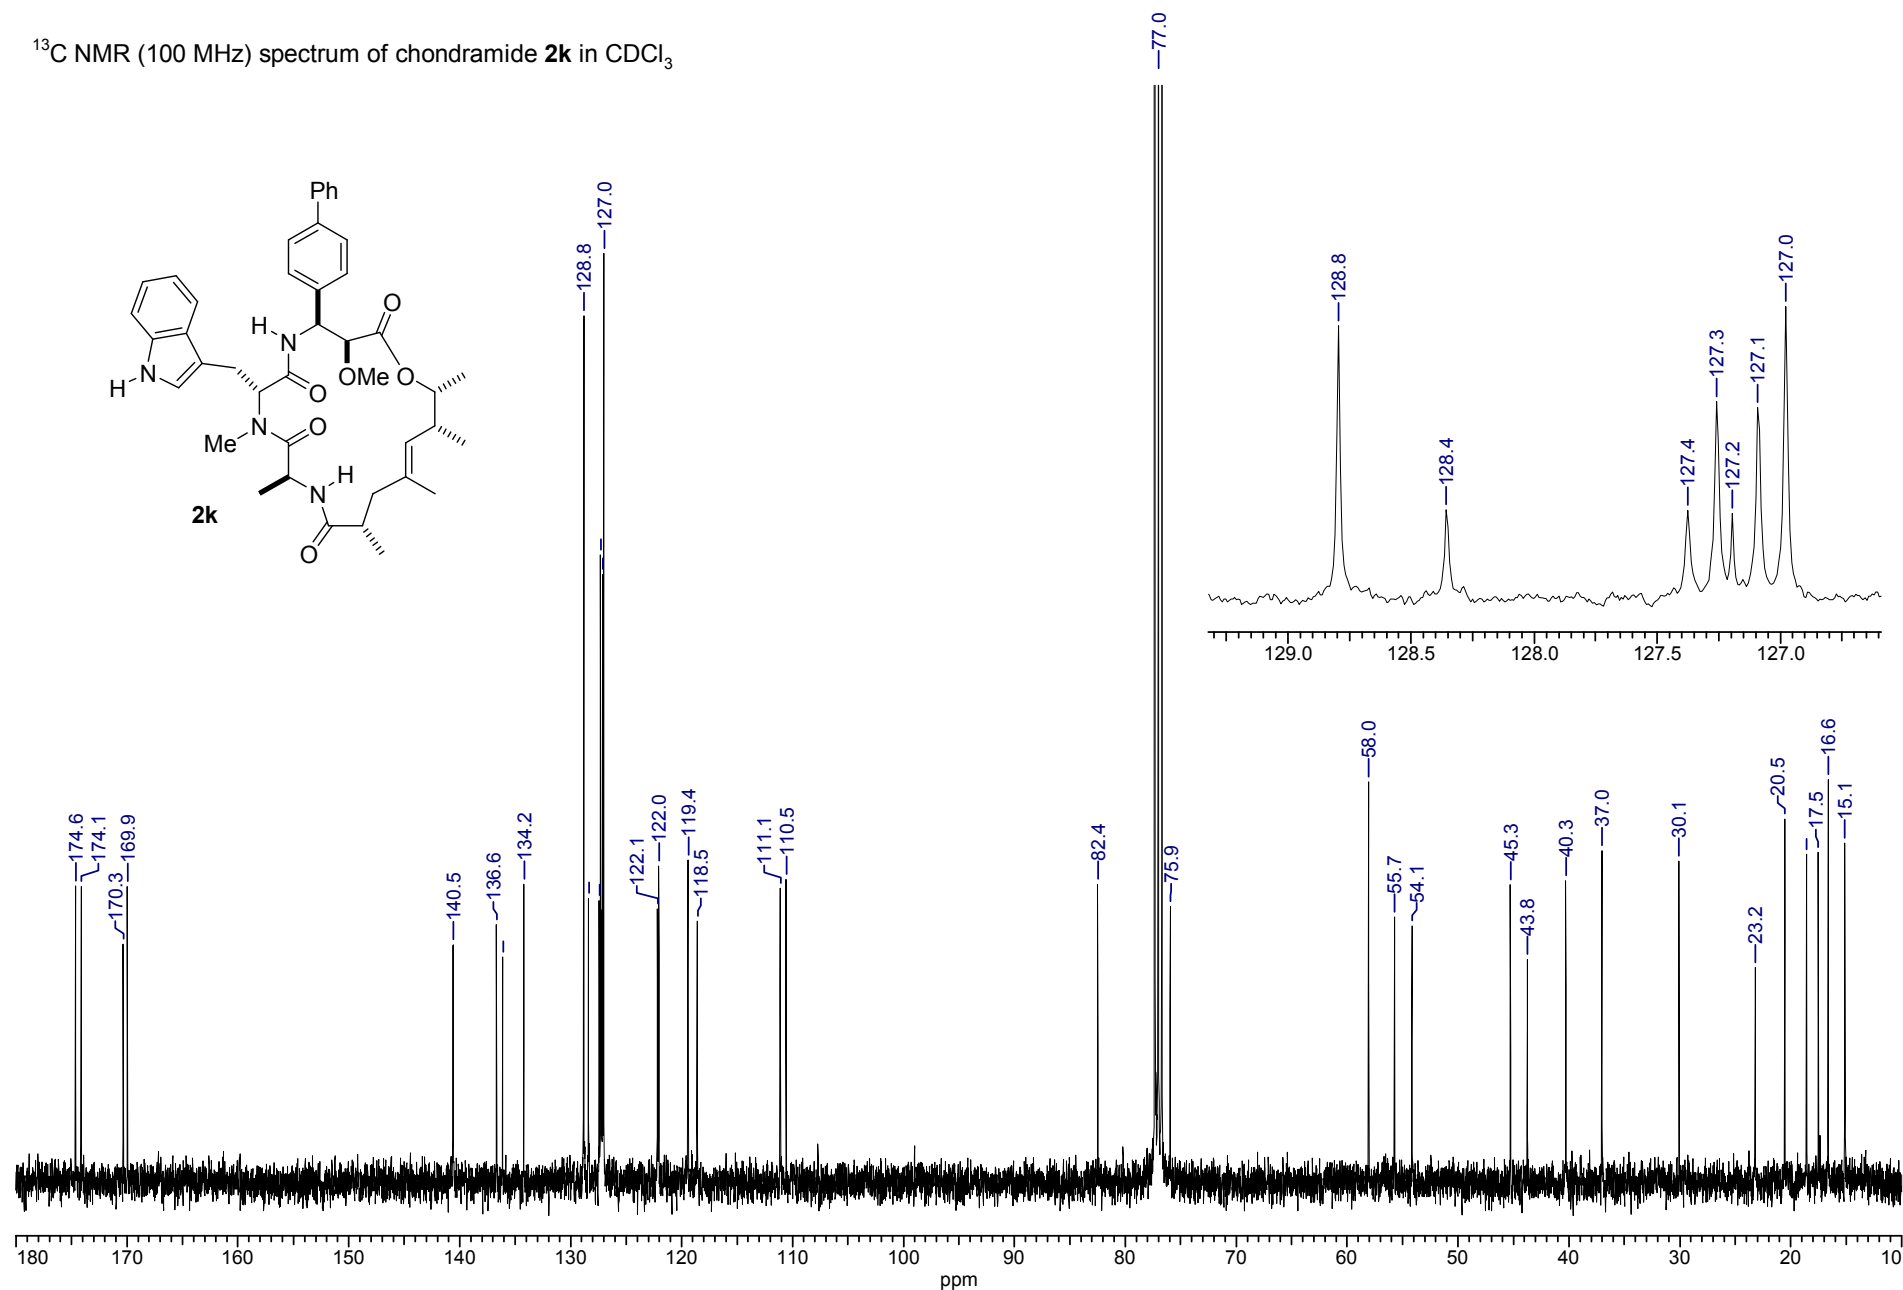 13C NMR (100 MHz) spectrum of chondramide 2k in CDCl3
77.0
127.0
128.8
Ph
O
H
N
OMe
O
H
N
O
N
O
Me
H
N
2k
O
128.8
128.4
127.4
127.3
127.2
127.1
127.0
129.0 128.5 128.0 127.5 127.0
174.6
174.1
170.3
169.9
140.5
136.6
134.2
122.1
122.0
119.4
118.5
111.1
110.5
82.4
75.9
58.0
55.7
54.1
45.3
43.8
40.3
37.0
30.1
23.2
20.5
17.5
16.6
15.1
180 170 160 150 140 130 120 110 100 90 80 70 60 50 40 30 20 10
ppm